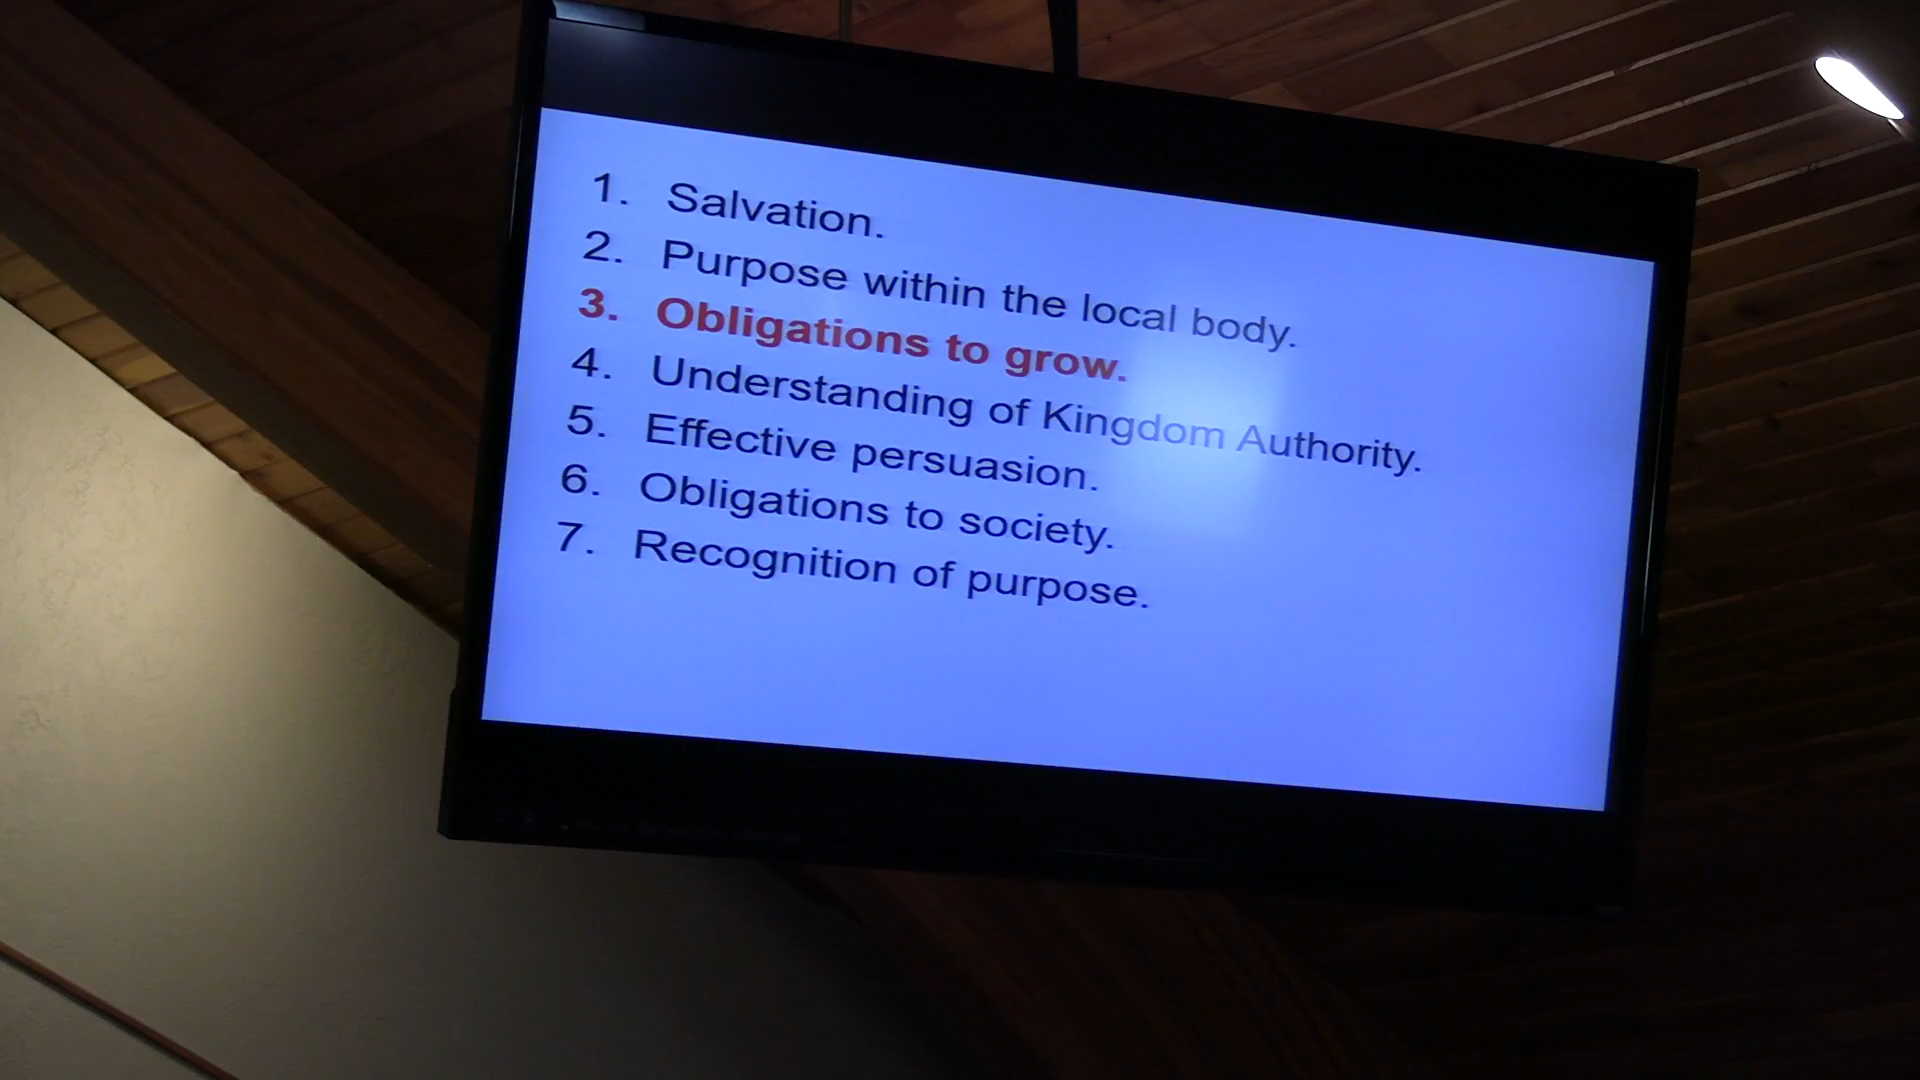 1. Salvation.
2. Purpose within the local body.
3. Obligations to grow.
4. Understanding of Kingdom Authority.
5. Effective persuasion.
6. Obligations to society.
7. Recognition of purpose.